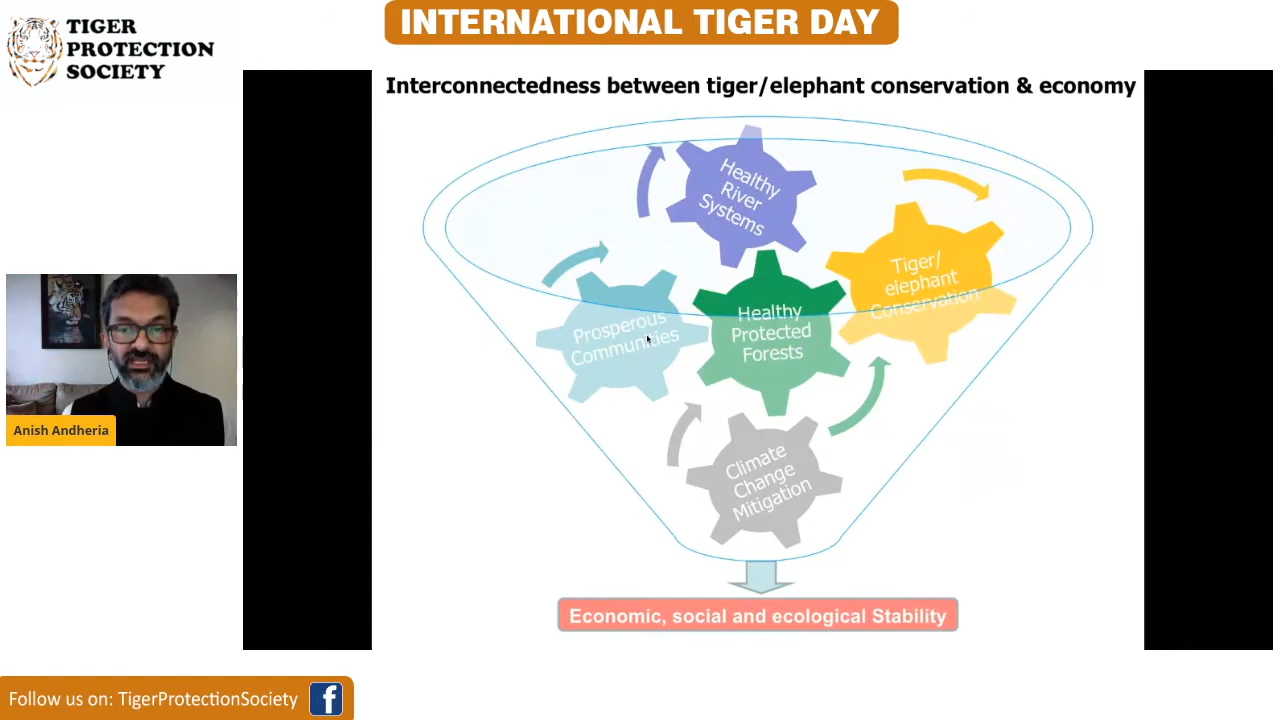 INTERNATIONAL TIGER DAY
TIGER
PROTECTION
SOCIETY
Interconnectedness between tiger/elephant conservation & economy
Healthy
River
Systems
Tiger/
elephant
Conservation
Prosperous
Communities
Healthy
Protected
Forests
Climate
Change
Mitigation
Economic, social and ecological Stability
Anish Andheria
Follow us on: TigerProtectionSociety